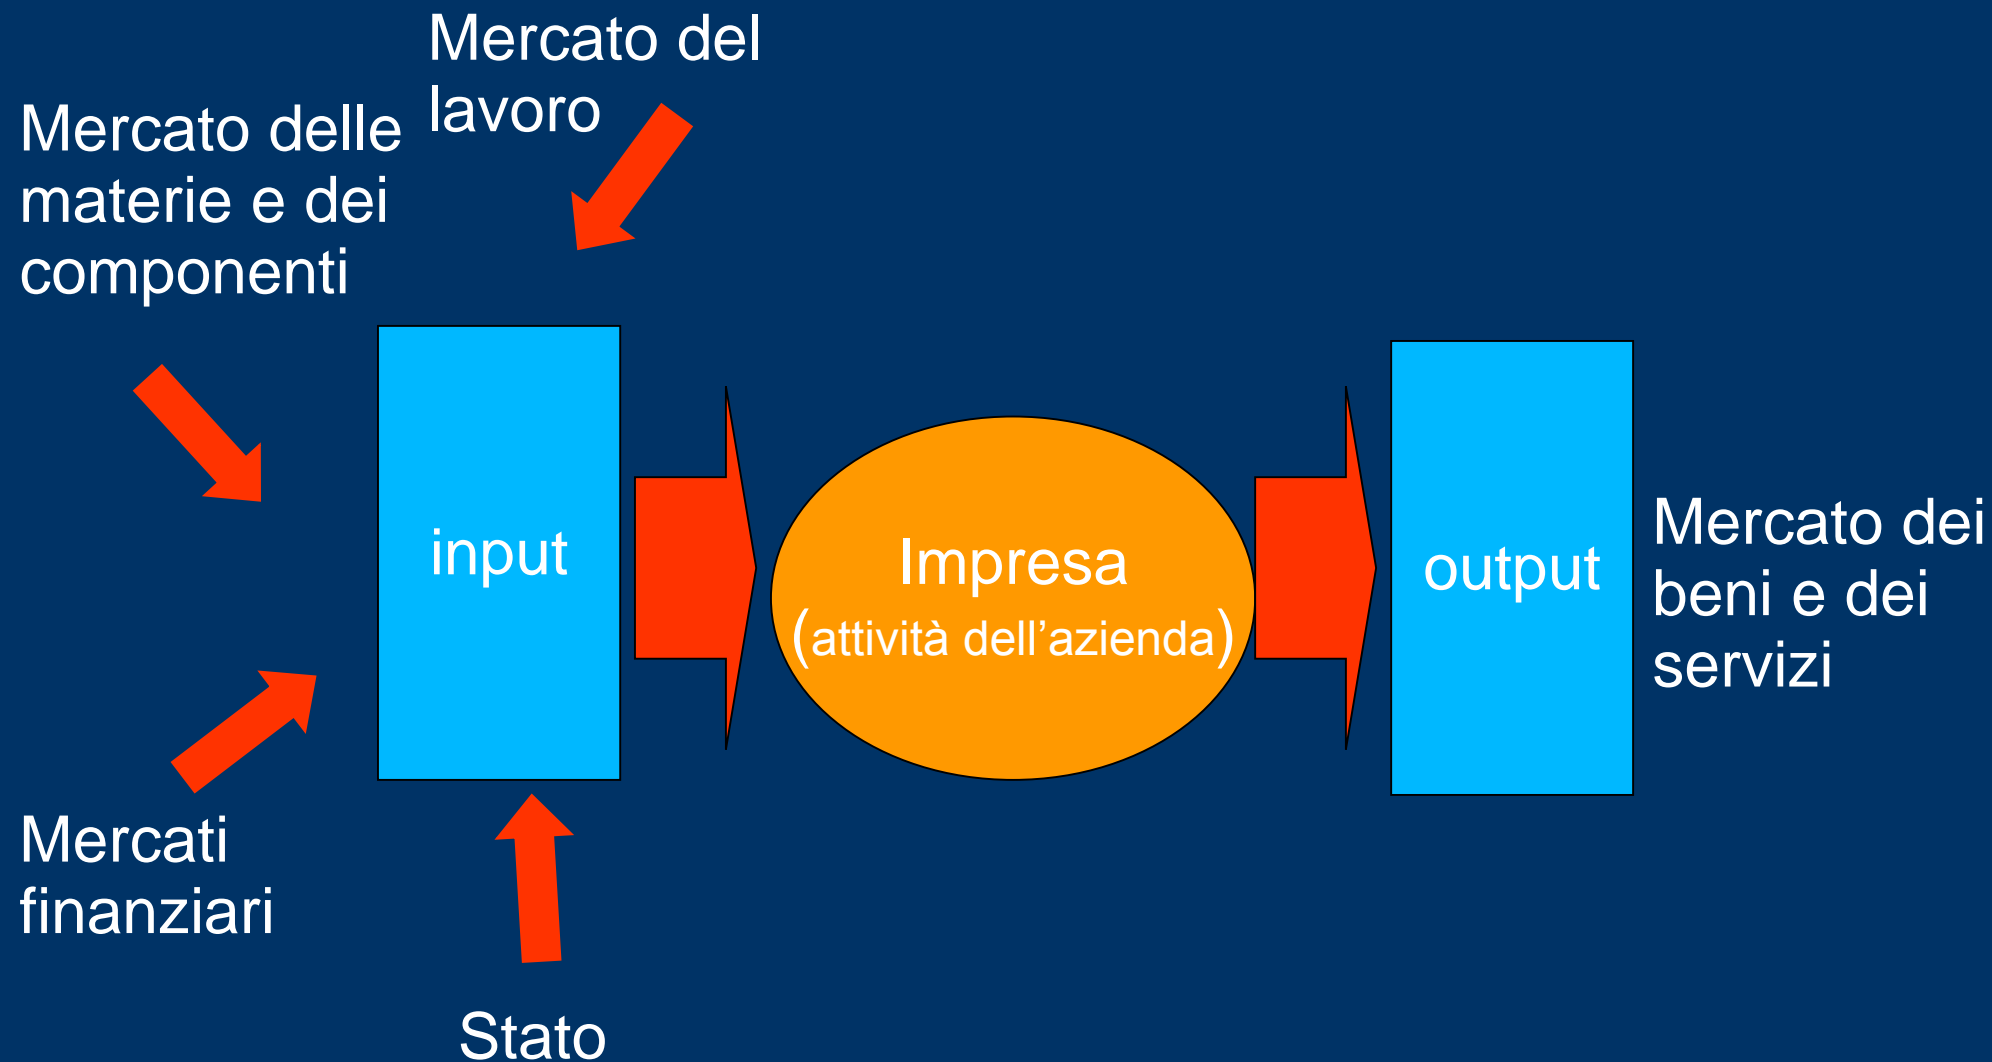 Mercato del
lavoro
Mercato delle
materie e dei
componenti
input
Impresa
(attività dell’azienda)
output
Mercato dei
beni e dei
servizi
Mercati
finanziari
Stato